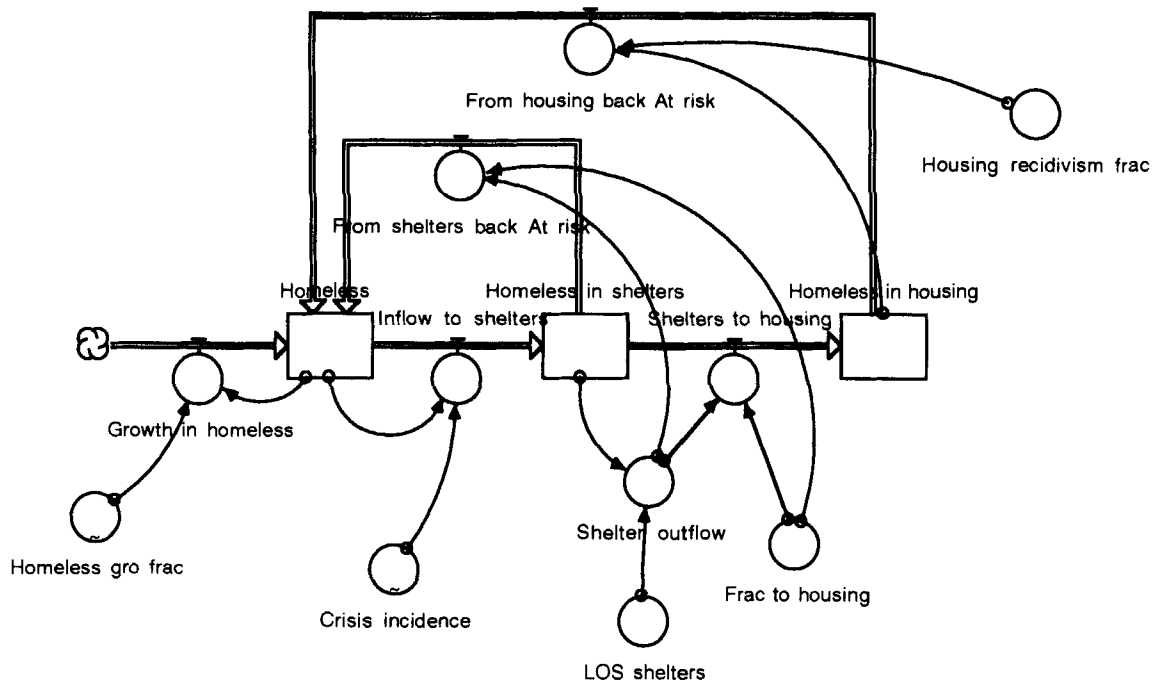 From housing back At risk
Housing recidivism frac
From shelters back At risk
Homeless
Homeless in shelters
Homeless in housing
Inflow to shelters
Shelters to housing
Growth in homeless
~
Homeless gro frac
~
Crisis incidence
Shelter outflow
Frac to housing
LOS shelters